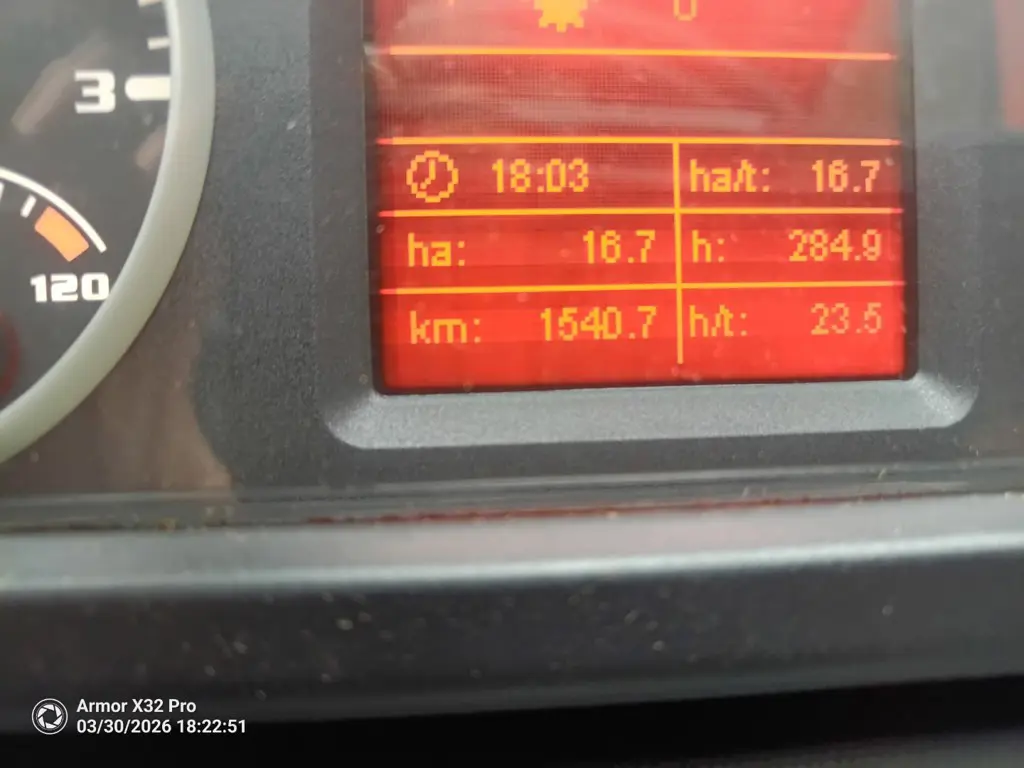 0
3
18:03 ha/t: 16.7
ha: 16.7 h: 284.9
120
km: 1540.7 h/t: 23.5
Armor X32 Pro
03/30/2026 18:22:51